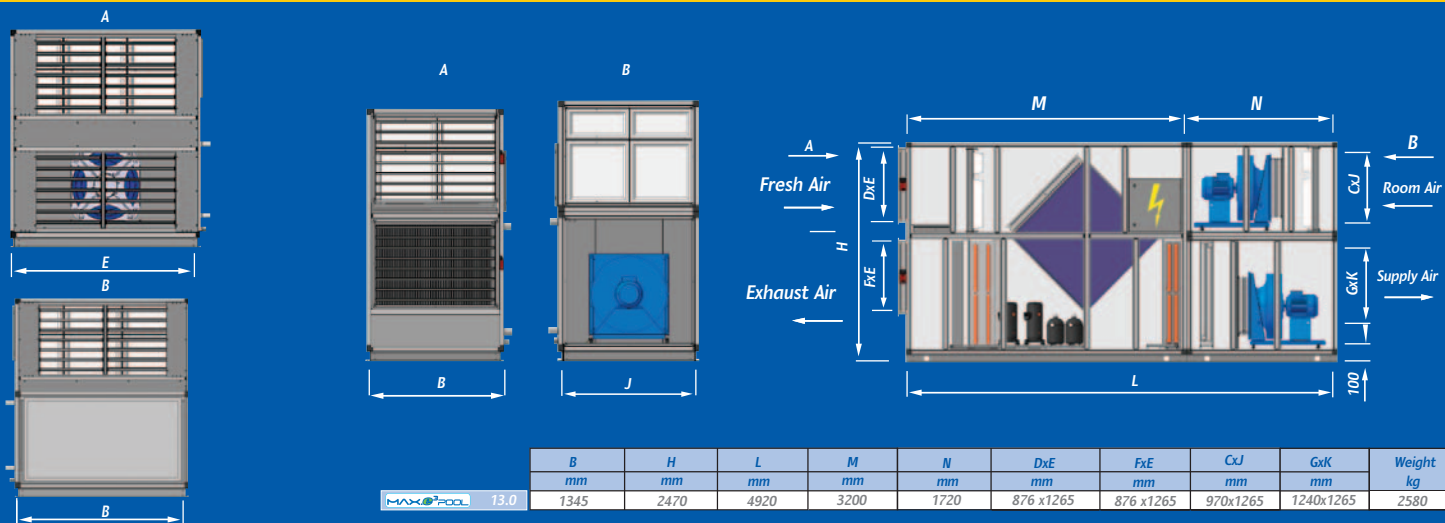 A
E
B
B
A
B
B
J
M
N
A
Fresh Air
DxE
CxJ
B
Room Air
H
Exhaust Air
FxE
GxK
Supply Air
L
100
B H L M N DxE FxE CxJ GxK Weight
mm mm mm mm mm mm mm mm mm kg
MAX.E³ POOL 13.0 1345 2470 4920 3200 1720 876 x1265 876 x1265 970x1265 1240x1265 2580